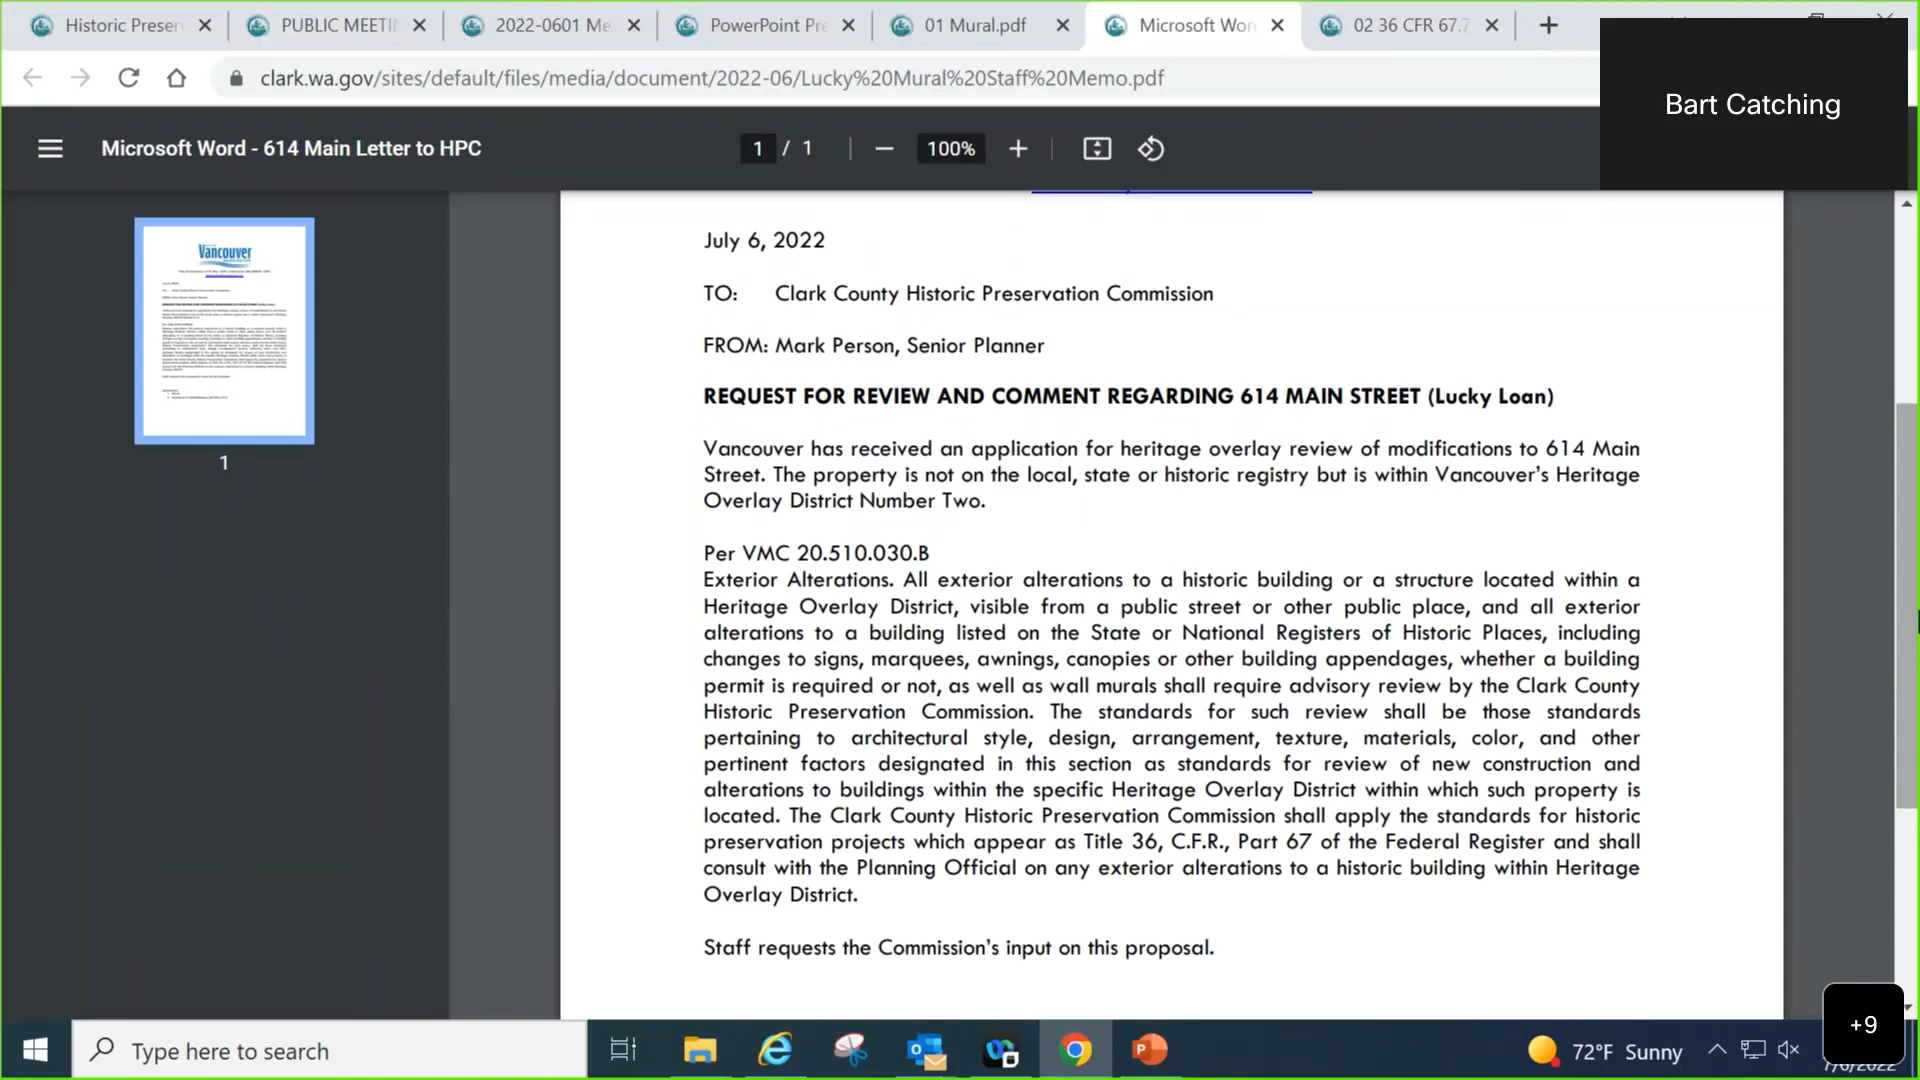 Historic Preser
PUBLIC MEETI
2022-0601 Me
PowerPoint Pre
01 Mural.pdf
Microsoft Wor
02 36 CFR 67.7
clark.wa.gov/sites/default/files/media/document/2022-06/Lucky%20Mural%20Staff%20Memo.pdf
Bart Catching
Microsoft Word - 614 Main Letter to HPC
1 / 1
100%
Vancouver
1
July 6, 2022
TO: Clark County Historic Preservation Commission
FROM: Mark Person, Senior Planner
REQUEST FOR REVIEW AND COMMENT REGARDING 614 MAIN STREET (Lucky Loan)
Vancouver has received an application for heritage overlay review of modifications to 614 Main
Street. The property is not on the local, state or historic registry but is within Vancouver's Heritage
Overlay District Number Two.
Per VMC 20.510.030.B
Exterior Alterations. All exterior alterations to a historic building or a structure located within a
Heritage Overlay District, visible from a public street or other public place, and all exterior
alterations to a building listed on the State or National Registers of Historic Places, including
changes to signs, marquees, awnings, canopies or other building appendages, whether a building
permit is required or not, as well as wall murals shall require advisory review by the Clark County
Historic Preservation Commission. The standards for such review shall be those standards
pertaining to architectural style, design, arrangement, texture, materials, color, and other
pertinent factors designated in this section as standards for review of new construction and
alterations to buildings within the specific Heritage Overlay District within which such property is
located. The Clark County Historic Preservation Commission shall apply the standards for historic
preservation projects which appear as Title 36, C.F.R., Part 67 of the Federal Register and shall
consult with the Planning Official on any exterior alterations to a historic building within Heritage
Overlay District.
Staff requests the Commission's input on this proposal.
+9
Type here to search
72°F Sunny
7/6/2022